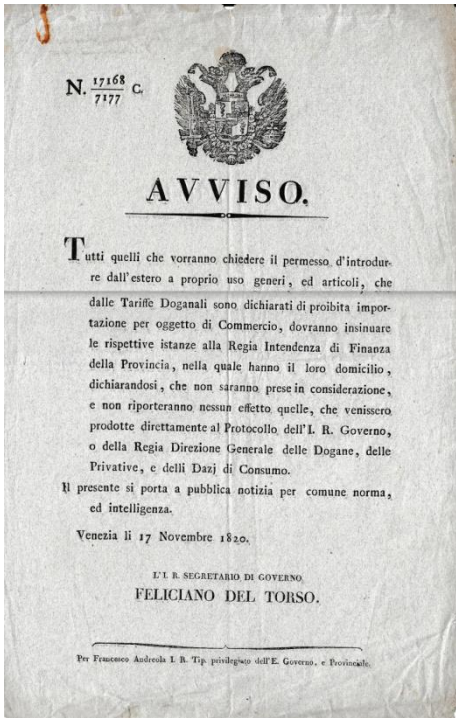 N. 17168/7177 C.
AVVISO.
Tutti quelli che vorranno chiedere il permesso d'introdur-
re dall'estero a proprio uso generi, ed articoli, che
dalle Tariffe Doganali sono dichiarati di proibita impor-
tazione per oggetto di Commercio, dovranno insinuare
le rispettive istanze alla Regia Intendenza di Finanza
della Provincia, nella quale hanno il loro domicilio,
dichiarandosi, che non saranno prese in considerazione,
e non riporteranno nessun effetto quelle, che venissero
prodotte direttamente al Protocollo dell'I. R. Governo,
o della Regia Direzione Generale delle Dogane, delle
Privative, e delli Dazj di Consumo.
Il presente si porta a pubblica notizia per comune norma,
ed intelligenza.
Venezia li 17 Novembre 1820.
L'I. R. SEGRETARIO DI GOVERNO
FELICIANO DEL TORSO.
Per Francesco Andreola I. R. Tip. privilegiato dell'E. Governo, e Provinciale.